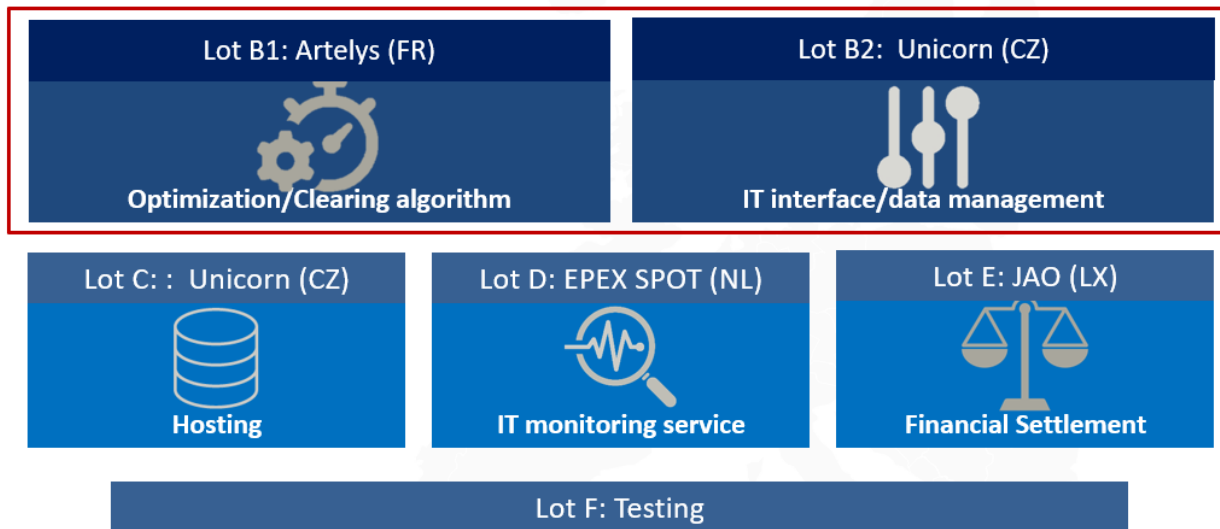 Lot B1: Artelys (FR)
Optimization/Clearing algorithm
Lot B2:  Unicorn (CZ)
IT interface/data management
Lot C: :  Unicorn (CZ)
Hosting
Lot D: EPEX SPOT (NL)
IT monitoring service
Lot E: JAO (LX)
Financial Settlement
Lot F: Testing